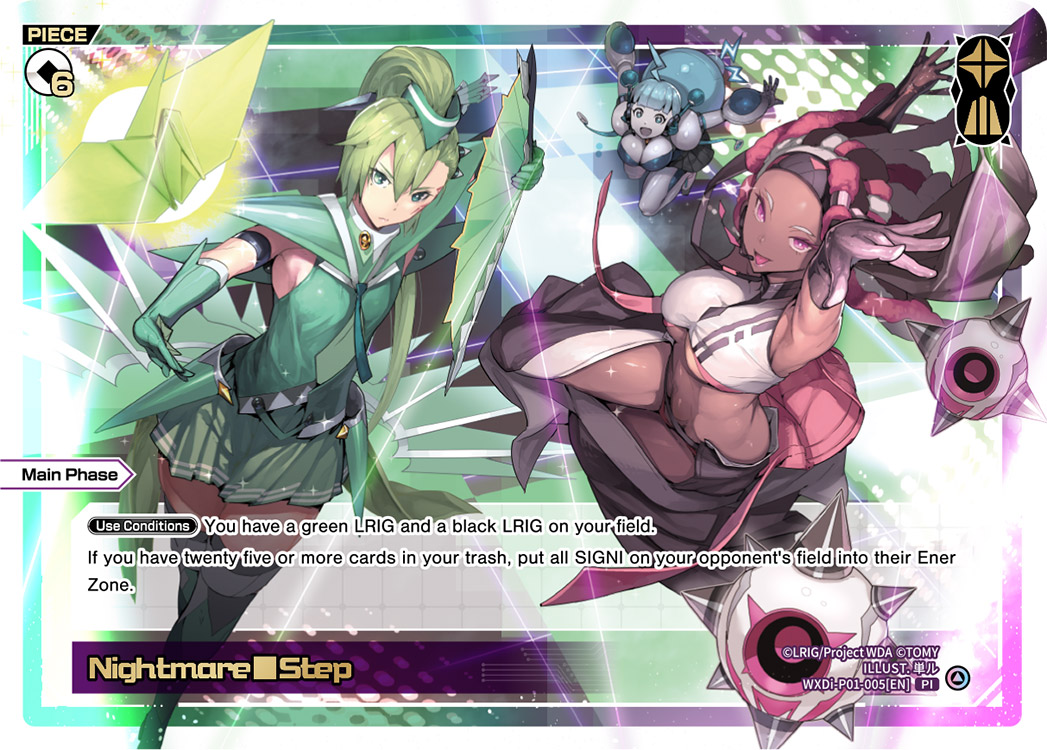 PIECE
6
Main Phase
Use Conditions You have a green LRIG and a black LRIG on your field.
If you have twenty five or more cards in your trash, put all SIGNI on your opponent's field into their Ener
Zone.
Nightmare■Step
©LRIG/Project WDA ©TOMY
ILLUST. 単ル
WXDi-P01-005[EN] PI